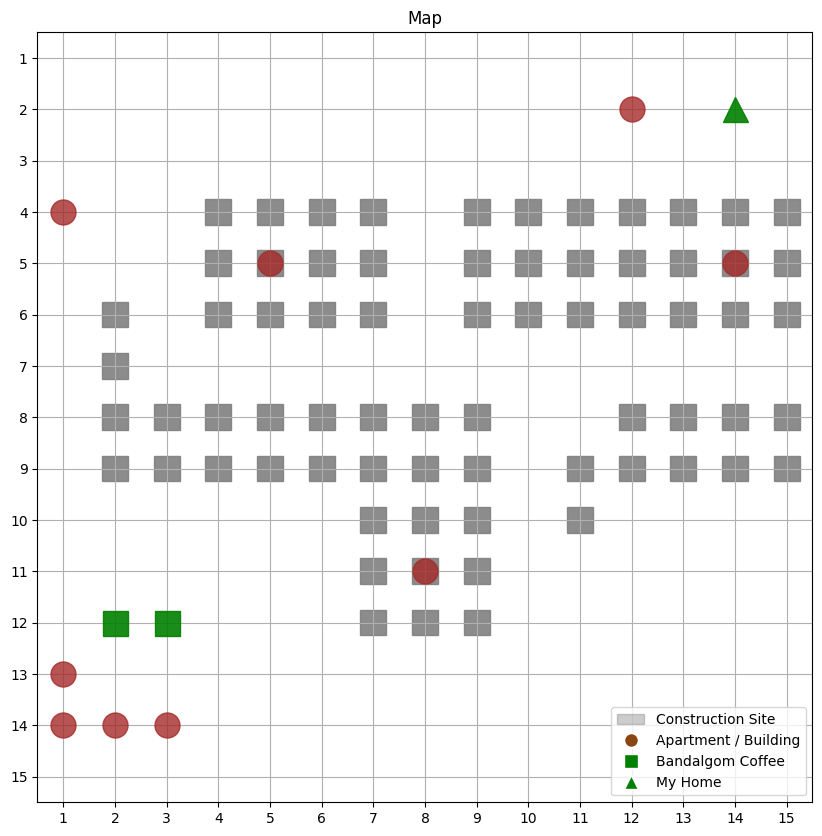 Map
1
2
3
4
5
6
7
8
9
10
11
12
13
14
15
Construction Site
Apartment / Building
Bandalgom Coffee
My Home
1 2 3 4 5 6 7 8 9 10 11 12 13 14 15